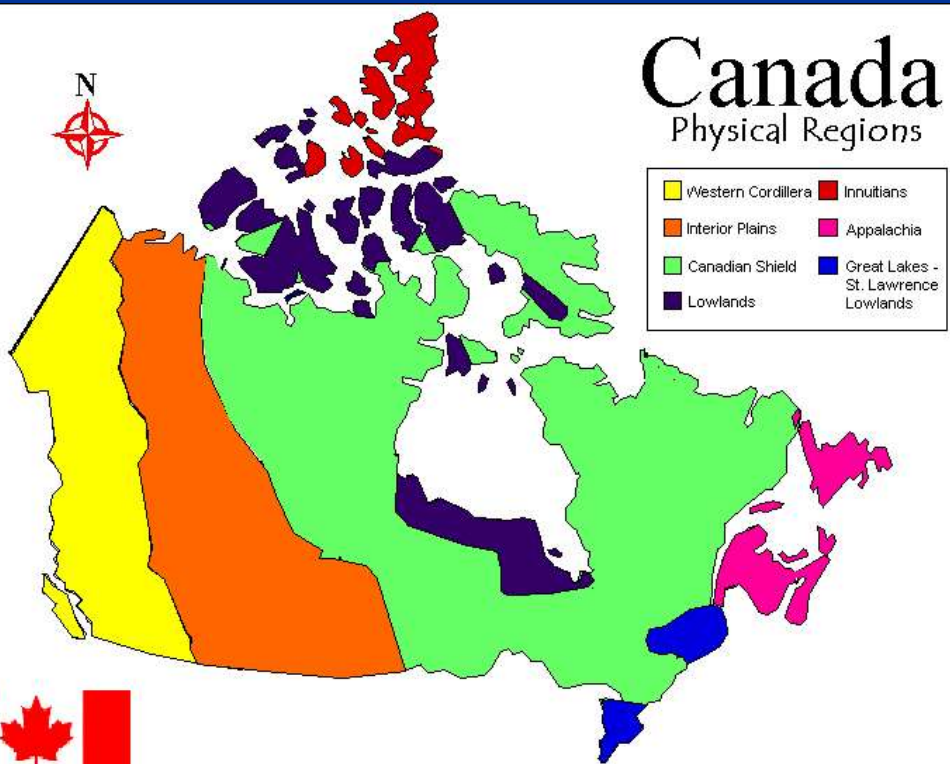 N
Canada
Physical Regions
Western Cordillera
Innuitians
Interior Plains
Appalachia
Canadian Shield
Great Lakes -
St. Lawrence
Lowlands
Lowlands